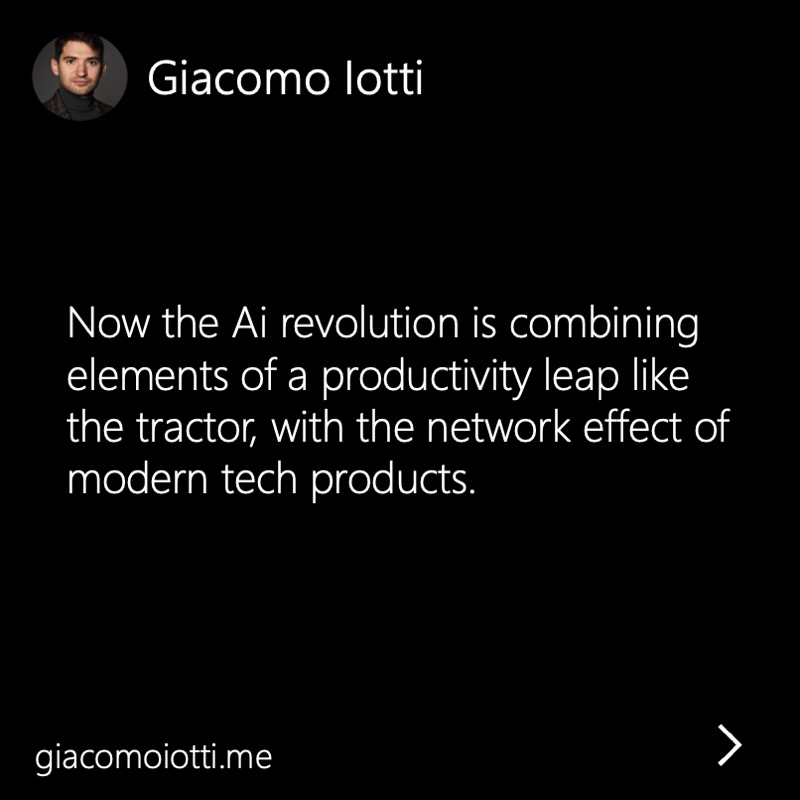 Giacomo Iotti
Now the Ai revolution is combining
elements of a productivity leap like
the tractor, with the network effect of
modern tech products.
giacomoiotti.me